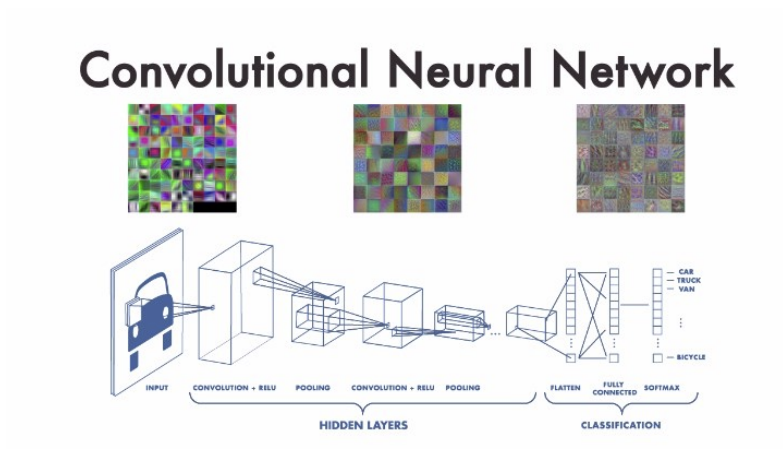 Convolutional Neural Network
CAR
TRUCK
VAN
BICYCLE
INPUT
CONVOLUTION + RELU
POOLING
CONVOLUTION + RELU
POOLING
FLATTEN
FULLY
CONNECTED
SOFTMAX
HIDDEN LAYERS
CLASSIFICATION